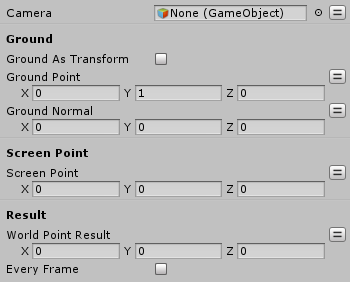 Camera None (GameObject)
Ground
Ground As Transform
Ground Point
X 0 Y 1 Z 0
Ground Normal
X 0 Y 0 Z 0
Screen Point
Screen Point
X 0 Y 0 Z 0
Result
World Point Result
X 0 Y 0 Z 0
Every Frame